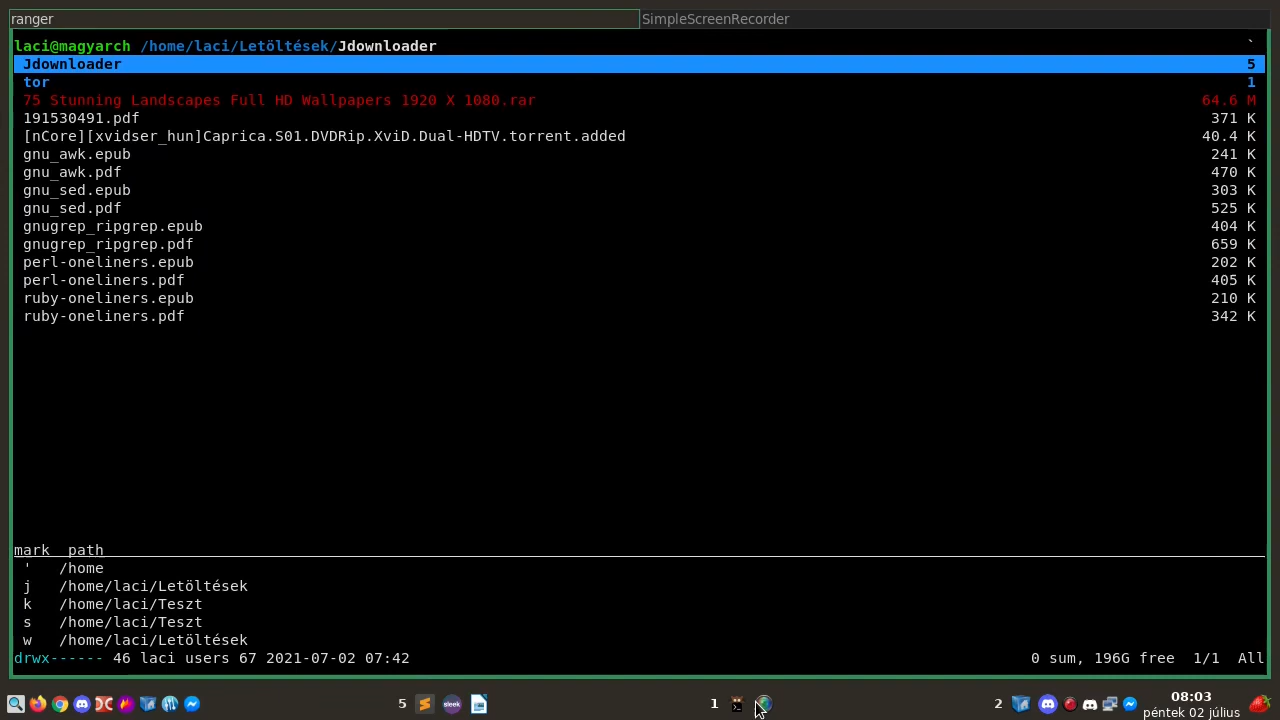 ranger SimpleScreenRecorder
laci@magyarch /home/laci/Letöltések/Jdownloader `
Jdownloader 5
tor 1
75 Stunning Landscapes Full HD Wallpapers 1920 X 1080.rar 64.6 M
191530491.pdf 371 K
[nCore][xvidser_hun]Caprica.S01.DVDRip.XviD.Dual-HDTV.torrent.added 40.4 K
gnu_awk.epub 241 K
gnu_awk.pdf 470 K
gnu_sed.epub 303 K
gnu_sed.pdf 525 K
gnugrep_ripgrep.epub 404 K
gnugrep_ripgrep.pdf 659 K
perl-oneliners.epub 202 K
perl-oneliners.pdf 405 K
ruby-oneliners.epub 210 K
ruby-oneliners.pdf 342 K
mark path
' /home
j /home/laci/Letöltések
k /home/laci/Teszt
s /home/laci/Teszt
w /home/laci/Letöltések
drwx------ 46 laci users 67 2021-07-02 07:42 0 sum, 196G free 1/1 All
5 sleek 1 2 08:03
péntek 02 július